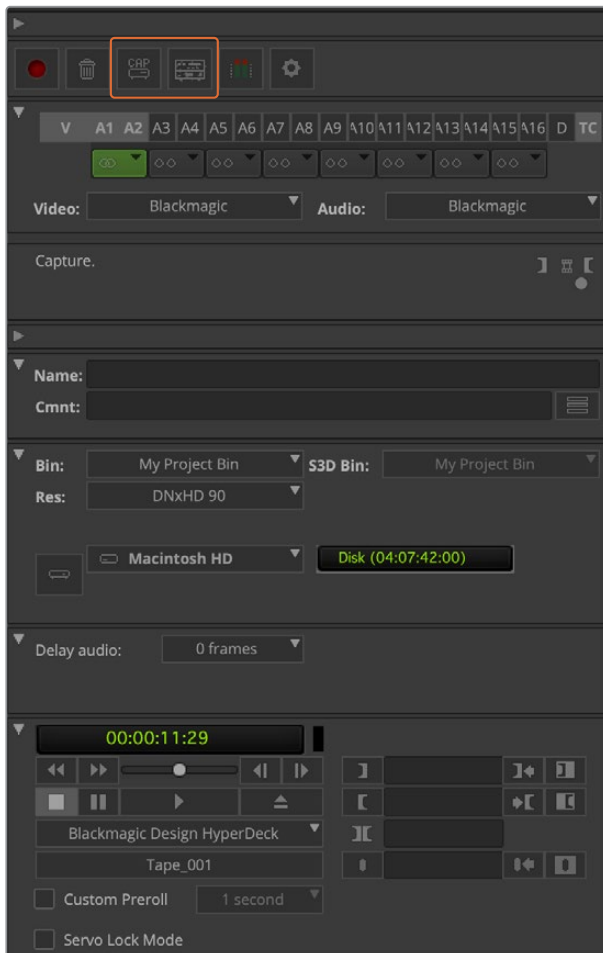 CAP
V A1 A2 A3 A4 A5 A6 A7 A8 A9 A10 A11 A12 A13 A14 A15 A16 D TC
Video: Blackmagic Audio: Blackmagic
Capture.
Name:
Cmnt:
Bin: My Project Bin S3D Bin: My Project Bin
Res: DNxHD 90
Macintosh HD Disk (04:07:42:00)
Delay audio: 0 frames
00:00:11:29
Blackmagic Design HyperDeck
Tape_001
Custom Preroll 1 second
Servo Lock Mode